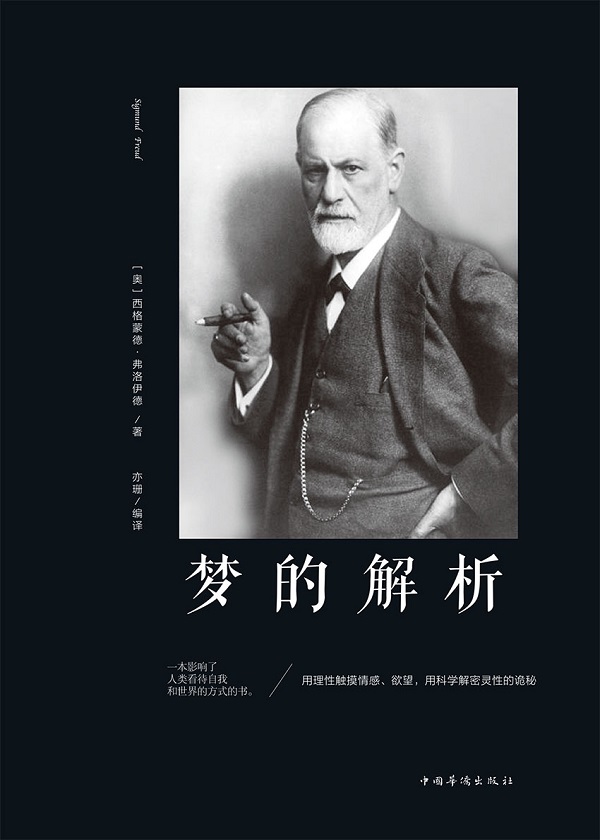 Sigmund Freud
［奥］西格蒙德·弗洛伊德 / 著
亦珊 / 编译
梦的解析
一本影响了
人类看待自我
和世界的方式的书。
用理性触摸情感、欲望，用科学解密灵性的诡秘
中国华侨出版社